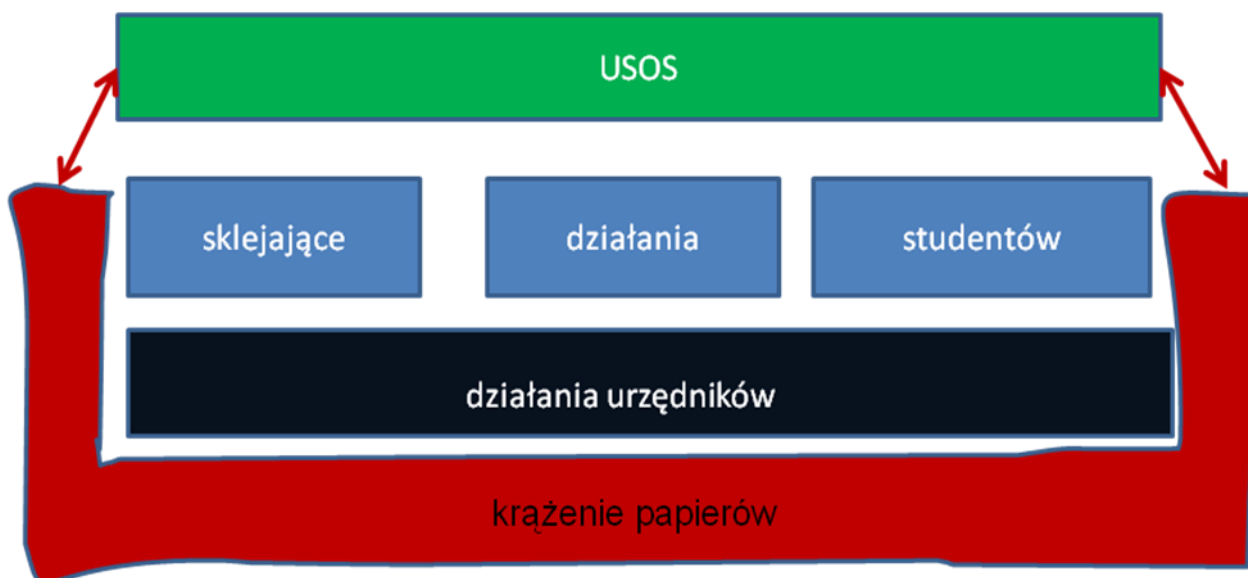 USOS
sklejające działania studentów
działania urzędników
krążenie papierów